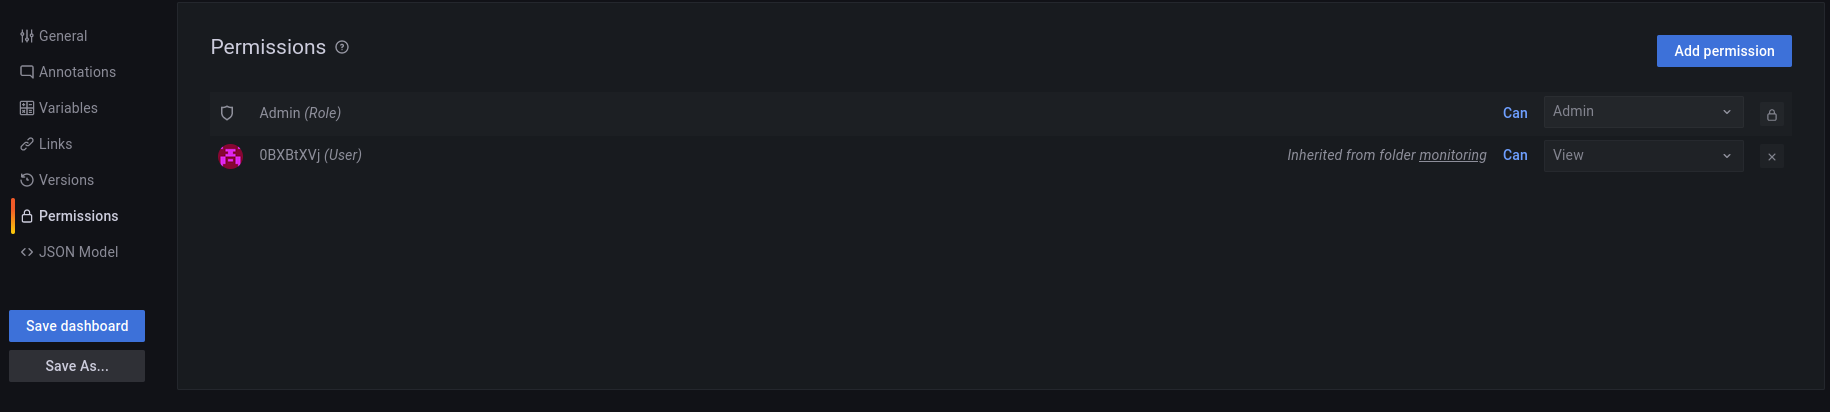 General
Annotations
Variables
Links
Versions
Permissions
JSON Model
Save dashboard
Save As...
Permissions
Add permission
Admin (Role) Can Admin
0BXBtXVj (User) Inherited from folder monitoring Can View